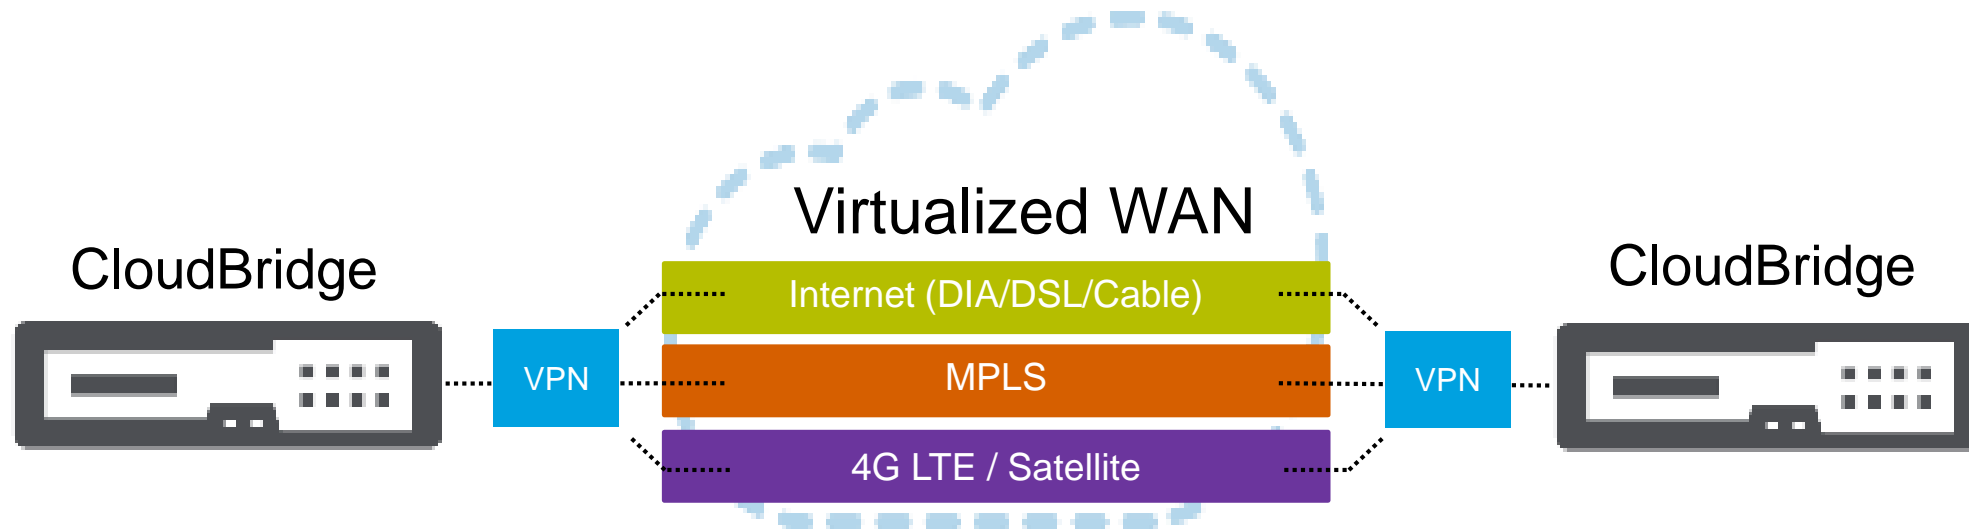 Virtualized WAN
CloudBridge
CloudBridge
Internet (DIA/DSL/Cable)
VPN
MPLS
VPN
4G LTE / Satellite